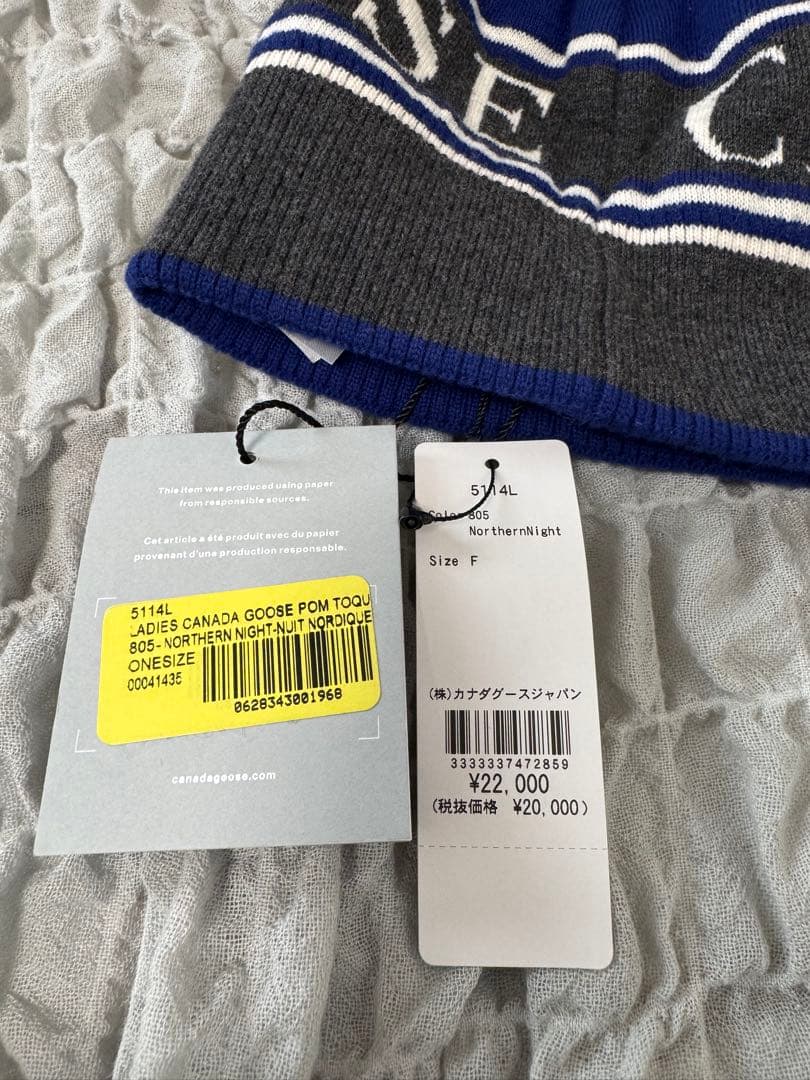 SE C
This item was produced using paper
from responsible sources.
Cet article a été produit avec du papier
provenant d'une production responsable.
5114L
LADIES CANADA GOOSE POM TOQU
805-NORTHERN NIGHT-NUIT NORDIQUE
ONESIZE
00041435
0628343001968
canadagoose.com
5114L
Color 805
NorthernNight
Size F
(株)カナダグースジャパン
3333337472859
¥22,000
(税抜価格 ¥20,000)